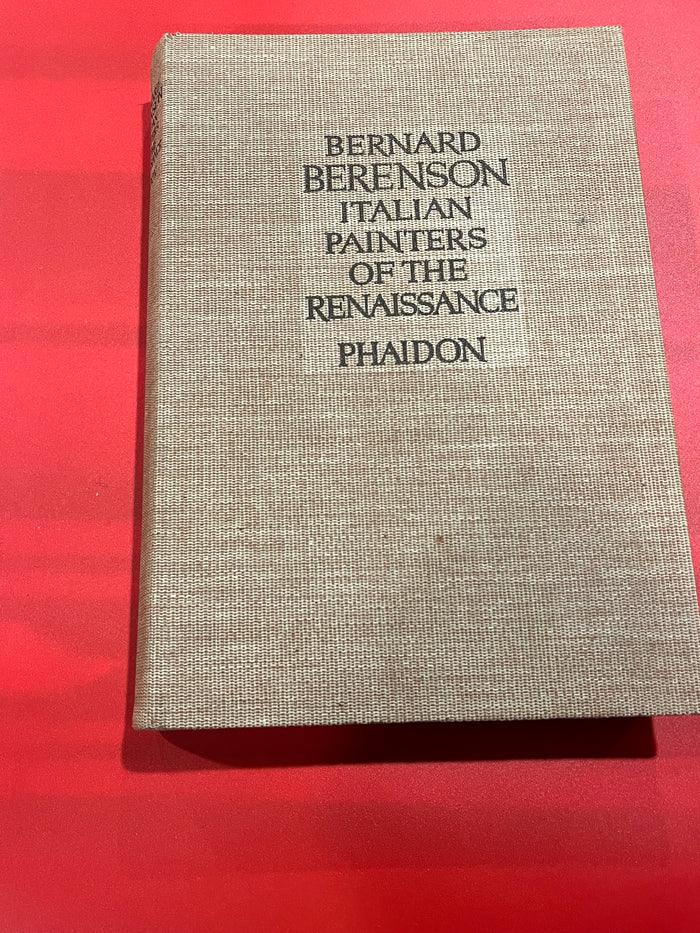 BERNARD
BERENSON
ITALIAN
PAINTERS
OF THE
RENAISSANCE
PHAIDON